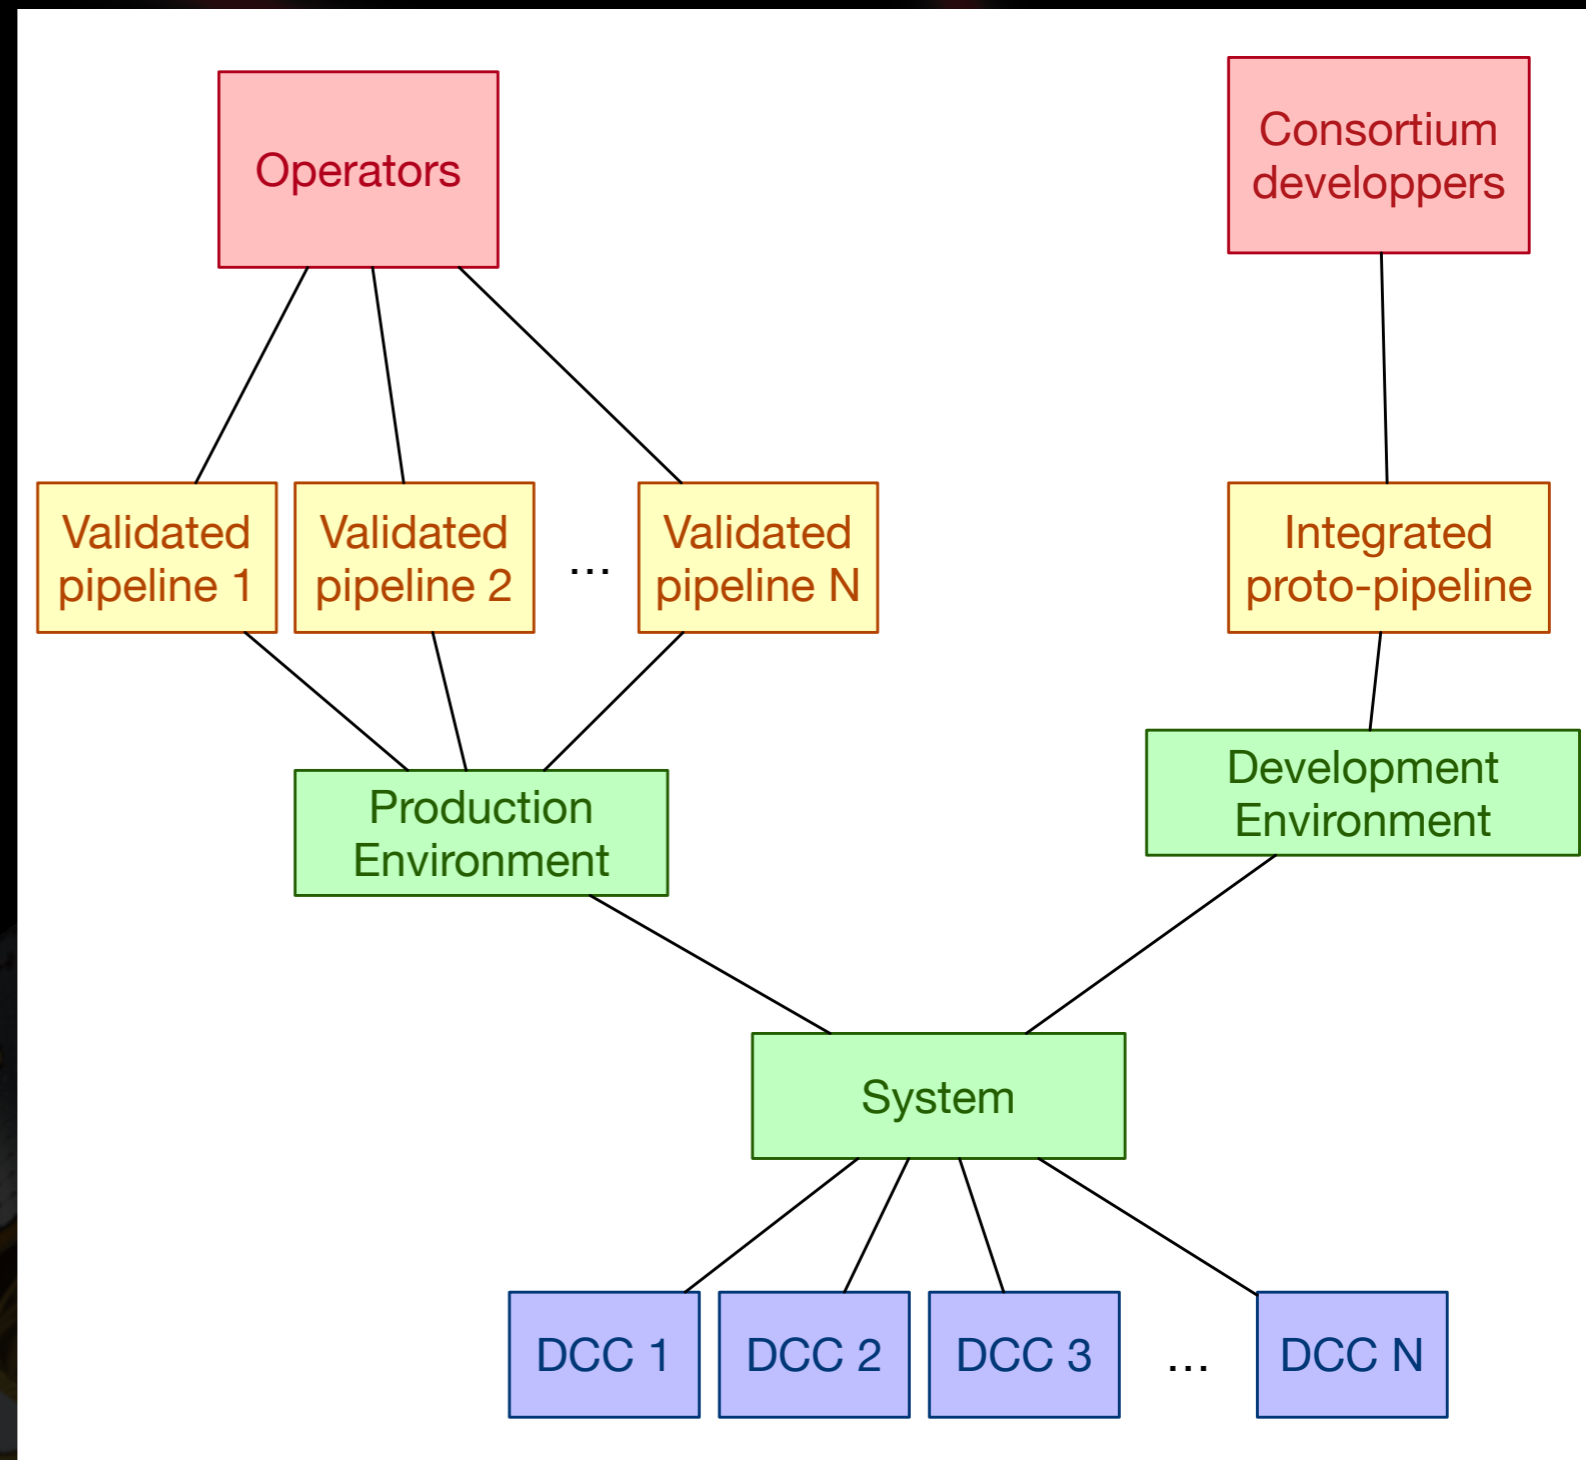 Operators
Consortium
developpers
Validated
pipeline 1
Validated
pipeline 2
...
Validated
pipeline N
Integrated
proto-pipeline
Production
Environment
Development
Environment
System
DCC 1
DCC 2
DCC 3
...
DCC N